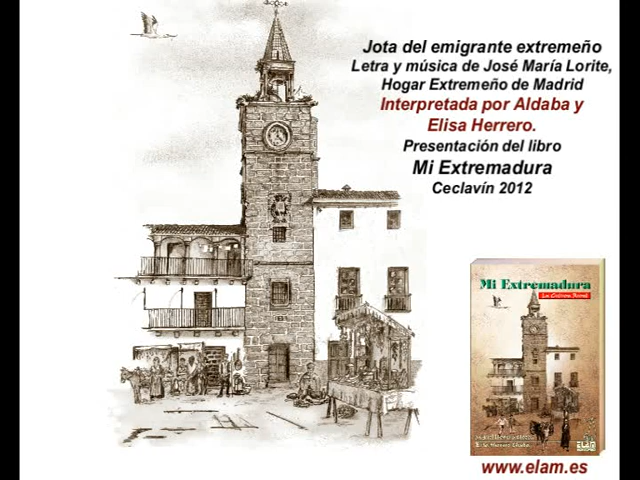 Jota del emigrante extremeño
Letra y música de José María Lorite,
Hogar Extremeño de Madrid
Interpretada por Aldaba y
Elisa Herrero.
Presentación del libro
Mi Extremadura
Ceclavín 2012
Mi Extremadura
ELAM
www.elam.es